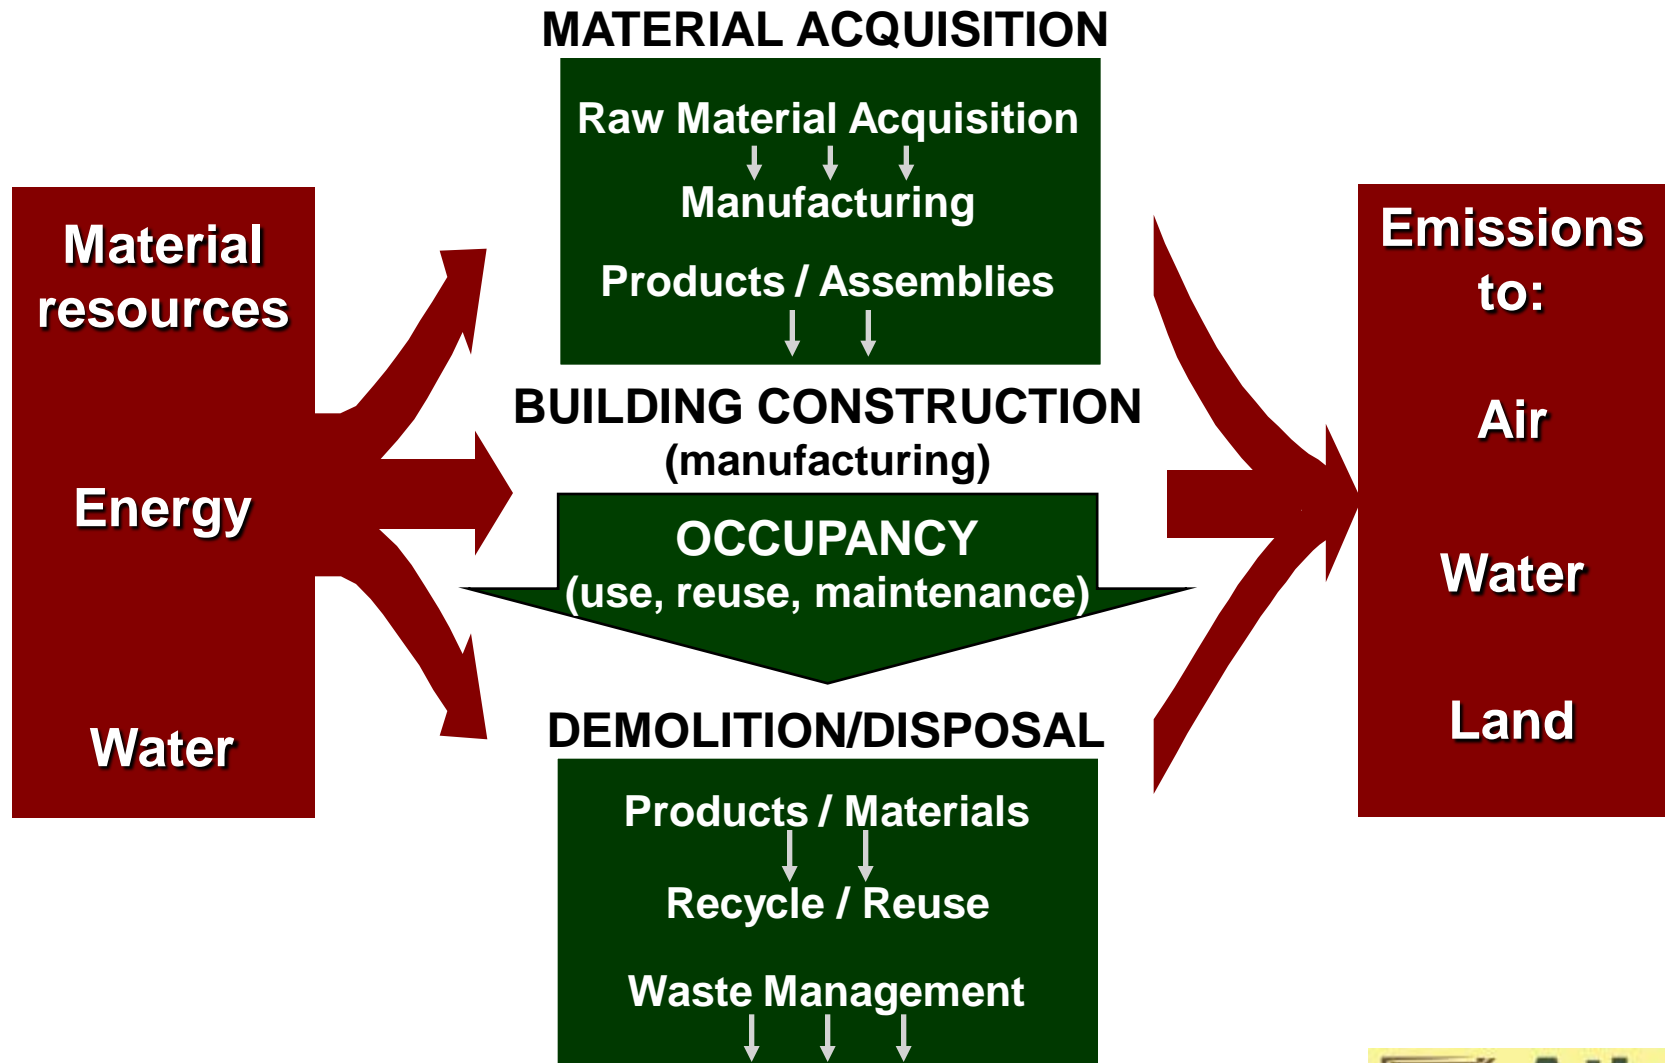 MATERIAL ACQUISITION
Raw Material Acquisition
Manufacturing
Products / Assemblies
Material
resources
Energy
Water
BUILDING CONSTRUCTION
(manufacturing)
OCCUPANCY
(use, reuse, maintenance)
DEMOLITION/DISPOSAL
Products / Materials
Recycle / Reuse
Waste Management
Emissions
to:
Air
Water
Land